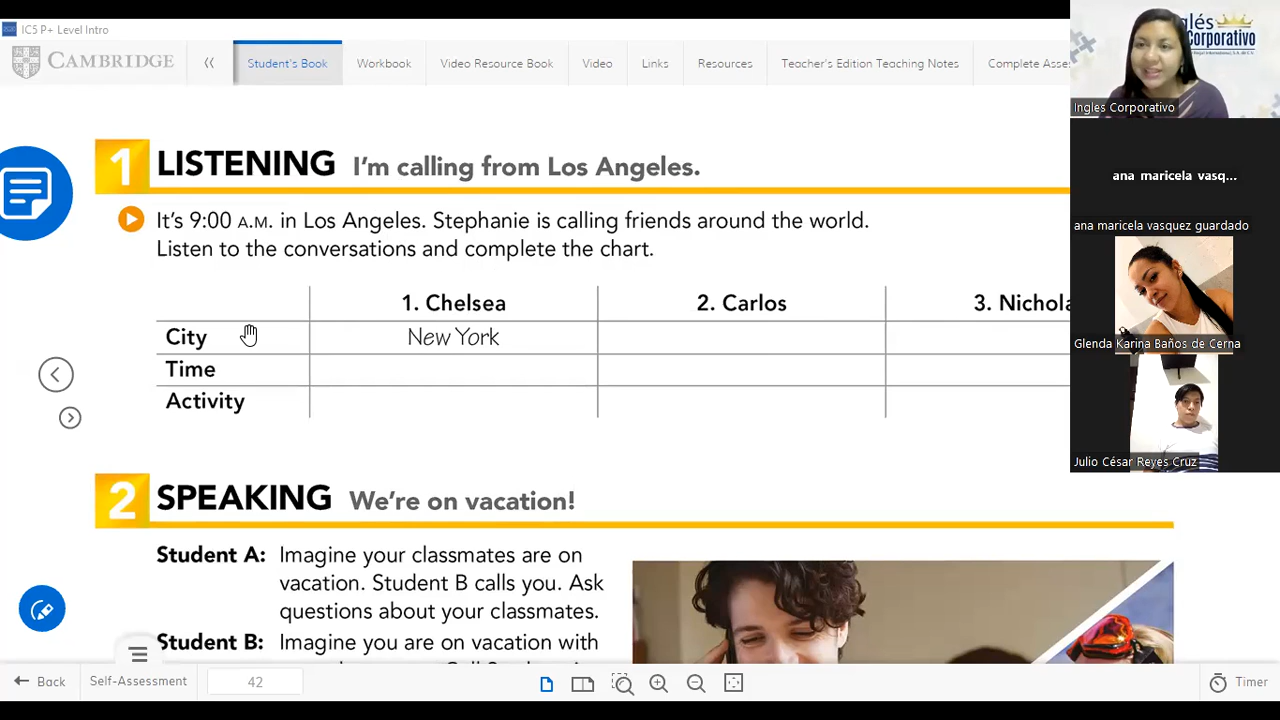 IC5 P+ Level Intro
CAMBRIDGE
Student's Book
Workbook
Video Resource Book
Video
Links
Resources
Teacher's Edition Teaching Notes
Complete Asse
glés
Corporativo
Ingles Corporativo
ana maricela vasq...
ana maricela vasquez guardado
Glenda Karina Baños de Cerna
Julio César Reyes Cruz
1 LISTENING I'm calling from Los Angeles.
It's 9:00 A.M. in Los Angeles. Stephanie is calling friends around the world.
Listen to the conversations and complete the chart.
1. Chelsea 2. Carlos 3. Nichola
City New York
Time
Activity
2 SPEAKING We're on vacation!
Student A: Imagine your classmates are on
vacation. Student B calls you. Ask
questions about your classmates.
Student B: Imagine you are on vacation with
Back
Self-Assessment
42
Timer